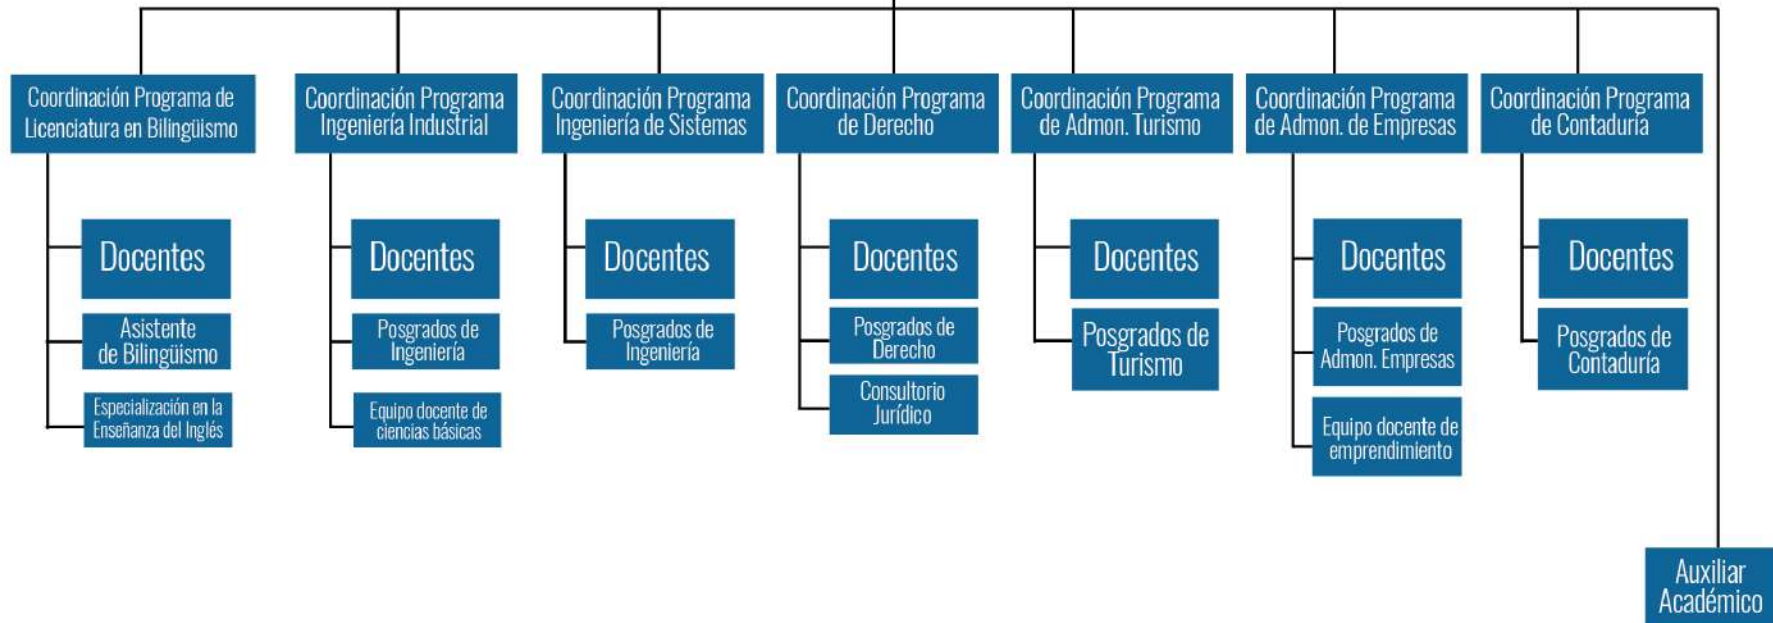 Coordinación Programa de
Licenciatura en Bilingüismo
Coordinación Programa
Ingeniería Industrial
Coordinación Programa
Ingeniería de Sistemas
Coordinación Programa
de Derecho
Coordinación Programa
de Admon. Turismo
Coordinación Programa
de Admon. de Empresas
Coordinación Programa
de Contaduría
Docentes
Asistente
de Bilingüismo
Especialización en la
Enseñanza del Inglés
Docentes
Posgrados de
Ingeniería
Equipo docente de
ciencias básicas
Docentes
Posgrados de
Ingeniería
Docentes
Posgrados de
Derecho
Consultorio
Jurídico
Docentes
Posgrados de
Turismo
Docentes
Posgrados de
Admon. Empresas
Equipo docente de
emprendimiento
Docentes
Posgrados de
Contaduría
Auxiliar
Académico